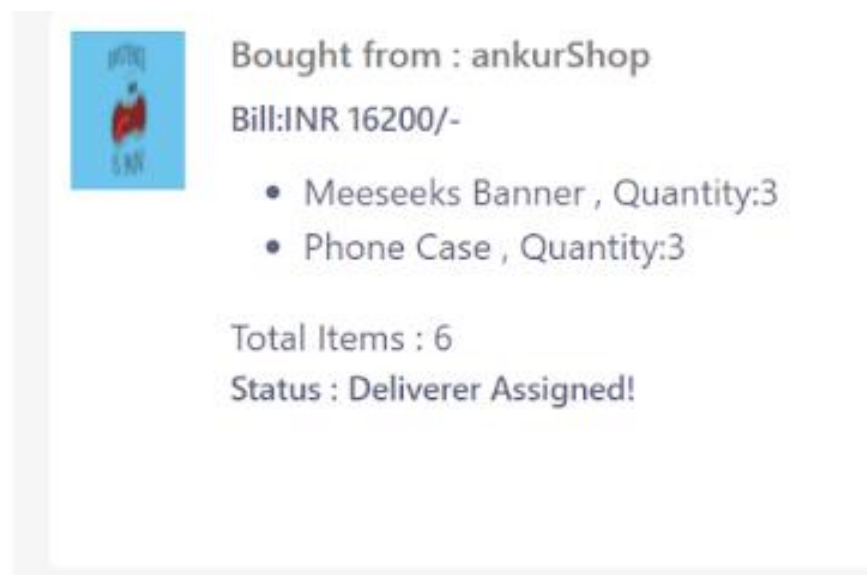 Bought from : ankurShop
Bill:INR 16200/-
• Meeseeks Banner , Quantity:3
• Phone Case , Quantity:3
Total Items : 6
Status : Deliverer Assigned!